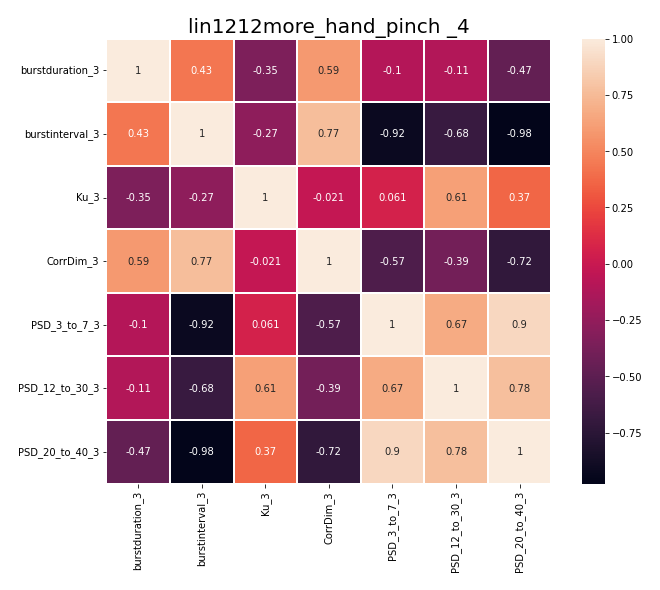 lin1212more_hand_pinch _4
burstduration_3 1 0.43 -0.35 0.59 -0.1 -0.11 -0.47
burstinterval_3 0.43 1 -0.27 0.77 -0.92 -0.68 -0.98
Ku_3 -0.35 -0.27 1 -0.021 0.061 0.61 0.37
CorrDim_3 0.59 0.77 -0.021 1 -0.57 -0.39 -0.72
PSD_3_to_7_3 -0.1 -0.92 0.061 -0.57 1 0.67 0.9
PSD_12_to_30_3 -0.11 -0.68 0.61 -0.39 0.67 1 0.78
PSD_20_to_40_3 -0.47 -0.98 0.37 -0.72 0.9 0.78 1
burstduration_3
burstinterval_3
Ku_3
CorrDim_3
PSD_3_to_7_3
PSD_12_to_30_3
PSD_20_to_40_3
1.00
0.75
0.50
0.25
0.00
-0.25
-0.50
-0.75